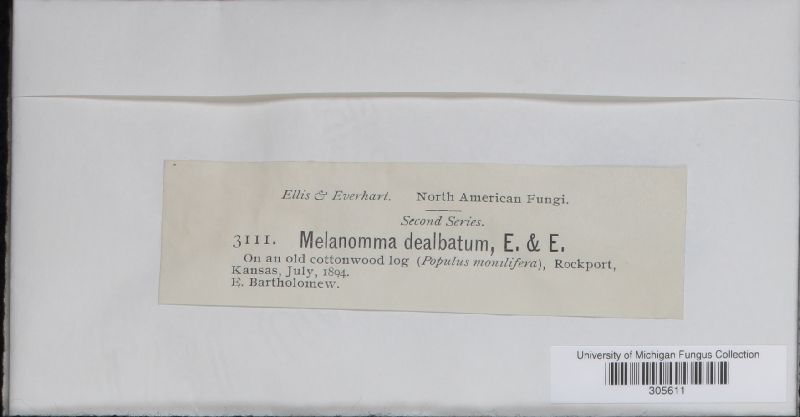 Ellis & Everhart. North American Fungi.
Second Series.
3111. Melanomma dealbatum, E. & E.
On an old cottonwood log (Populus monilifera), Rockport,
Kansas, July, 1894.
E. Bartholomew.
University of Michigan Fungus Collection
305611